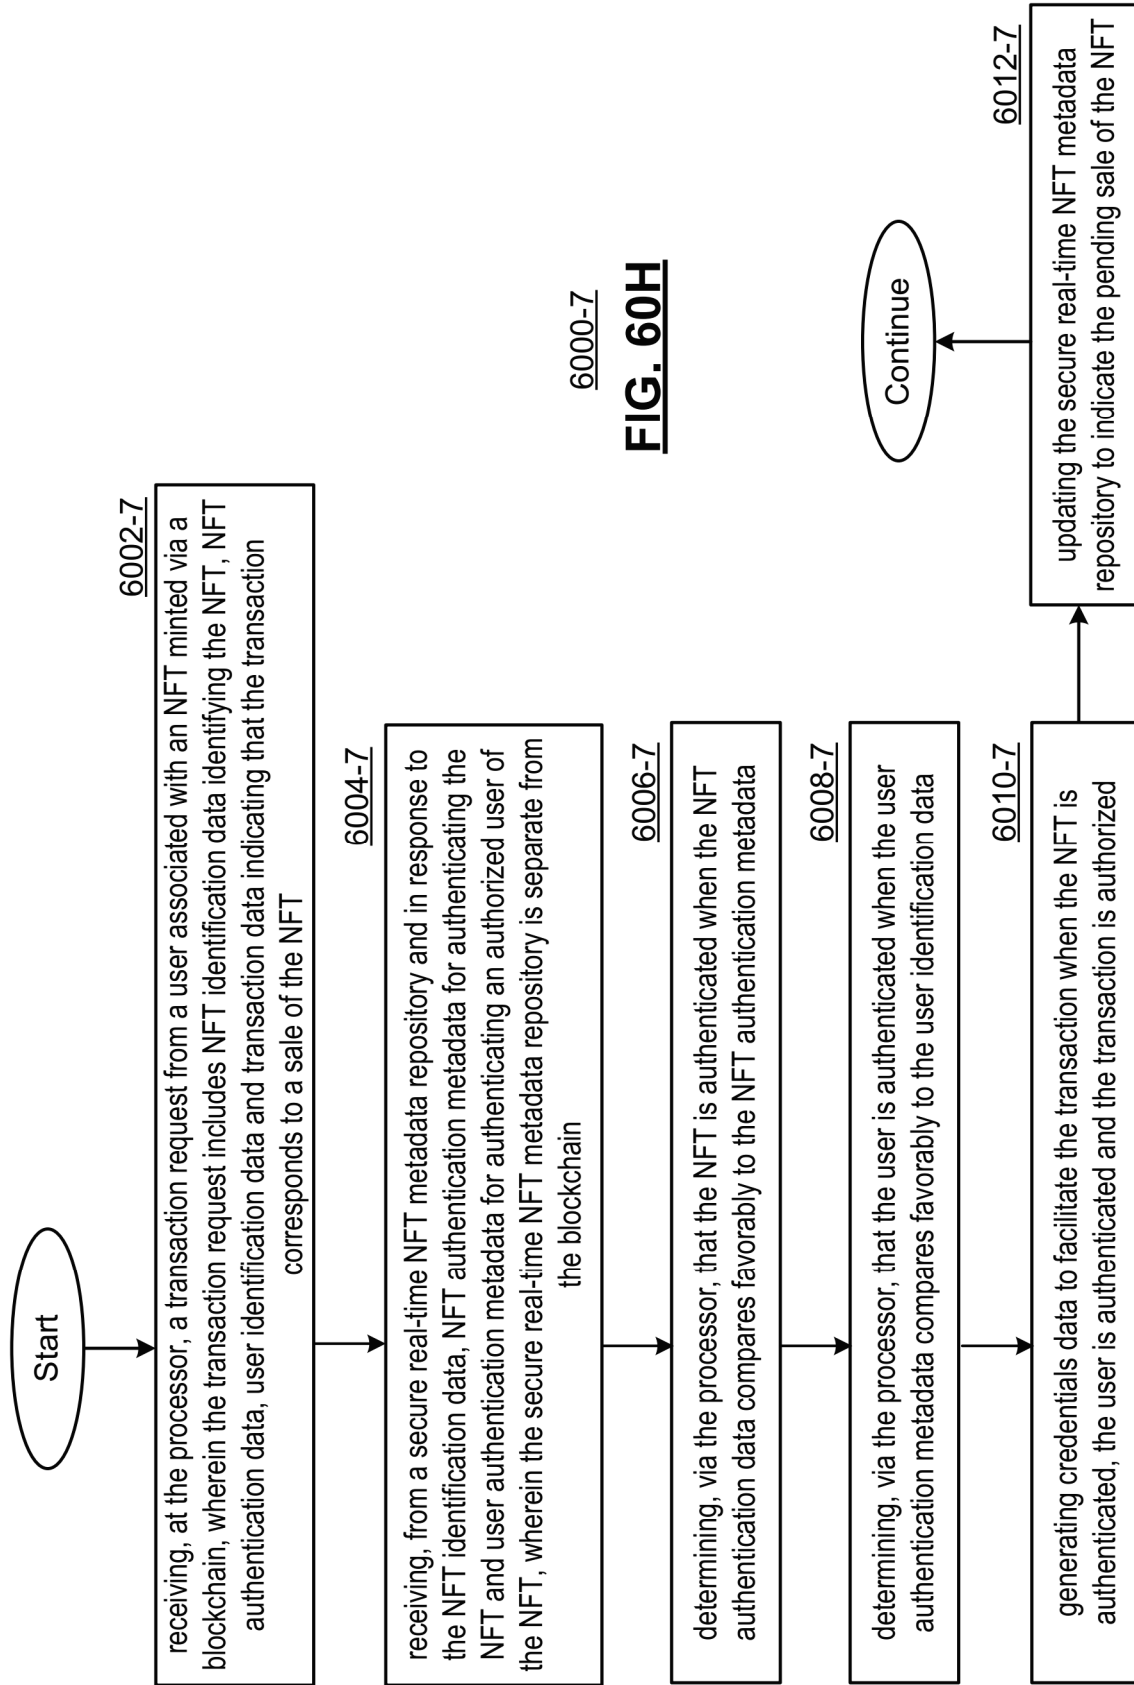 Start
6002-7
receiving, at the processor, a transaction request from a user associated with an NFT minted via a
blockchain, wherein the transaction request includes NFT identification data identifying the NFT, NFT
authentication data, user identification data and transaction data indicating that the transaction
corresponds to a sale of the NFT
6004-7
receiving, from a secure real-time NFT metadata repository and in response to
the NFT identification data, NFT authentication metadata for authenticating the
NFT and user authentication metadata for authenticating an authorized user of
the NFT, wherein the secure real-time NFT metadata repository is separate from
the blockchain
6006-7
determining, via the processor, that the NFT is authenticated when the NFT
authentication data compares favorably to the NFT authentication metadata
6008-7
determining, via the processor, that the user is authenticated when the user
authentication metadata compares favorably to the user identification data
6010-7
generating credentials data to facilitate the transaction when the NFT is
authenticated, the user is authenticated and the transaction is authorized
6012-7
updating the secure real-time NFT metadata
repository to indicate the pending sale of the NFT
Continue
6000-7
FIG. 60H